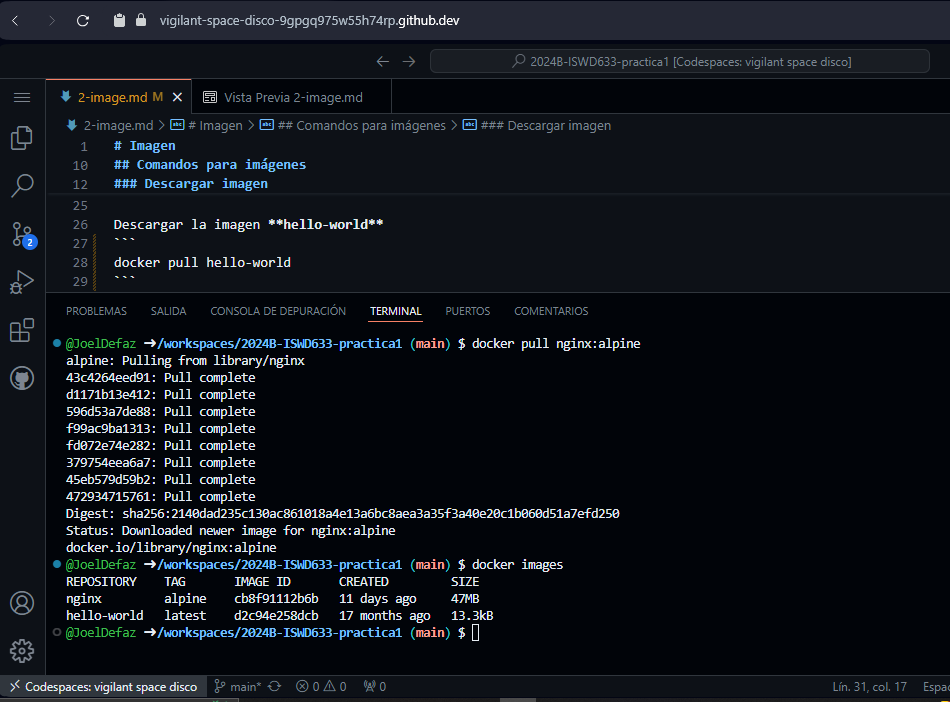 vigilant-space-disco-9gpgq975w55h74rp.github.dev
2024B-ISWD633-practica1 [Codespaces: vigilant space disco]
2-image.md M
Vista Previa 2-image.md
2-image.md > # Imagen > ## Comandos para imágenes > ### Descargar imagen
1 # Imagen
10 ## Comandos para imágenes
12 ### Descargar imagen
25
26 Descargar la imagen **hello-world**
27 ```
28 docker pull hello-world
29 ```
2
PROBLEMAS SALIDA CONSOLA DE DEPURACIÓN TERMINAL PUERTOS COMENTARIOS
@JoelDefaz ➜/workspaces/2024B-ISWD633-practica1 (main) $ docker pull nginx:alpine
alpine: Pulling from library/nginx
43c4264eed91: Pull complete
d1171b13e412: Pull complete
596d53a7de88: Pull complete
f99ac9ba1313: Pull complete
fd072e74e282: Pull complete
379754eea6a7: Pull complete
45eb579d59b2: Pull complete
472934715761: Pull complete
Digest: sha256:2140dad235c130ac861018a4e13a6bc8aea3a35f3a40e20c1b060d51a7efd250
Status: Downloaded newer image for nginx:alpine
docker.io/library/nginx:alpine
@JoelDefaz ➜/workspaces/2024B-ISWD633-practica1 (main) $ docker images
REPOSITORY TAG IMAGE ID CREATED SIZE
nginx alpine cb8f91112b6b 11 days ago 47MB
hello-world latest d2c94e258dcb 17 months ago 13.3kB
@JoelDefaz ➜/workspaces/2024B-ISWD633-practica1 (main) $
Codespaces: vigilant space disco main* 0 0 0 Lín. 31, col. 17 Espac